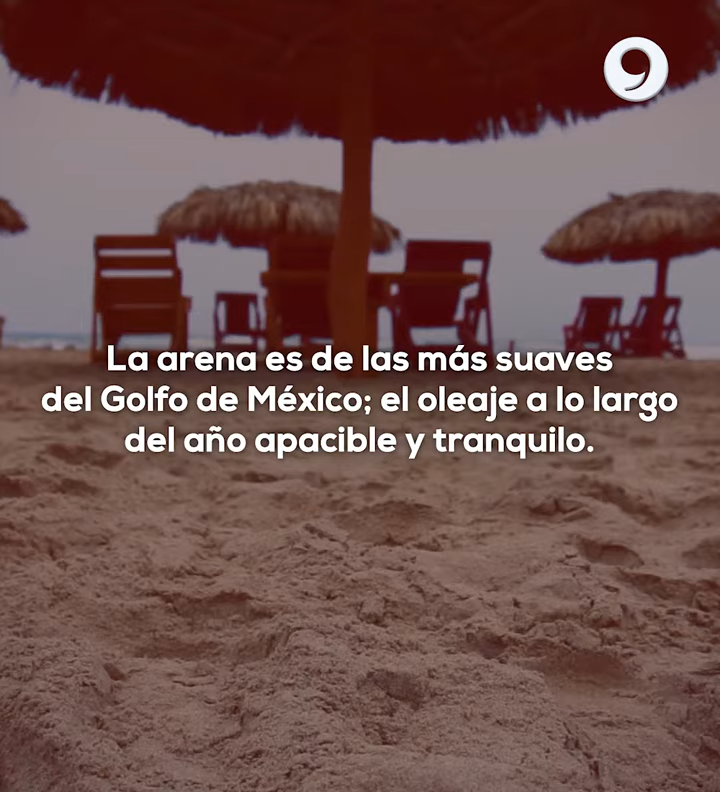 La arena es de las más suaves
del Golfo de México; el oleaje a lo largo
del año apacible y tranquilo.